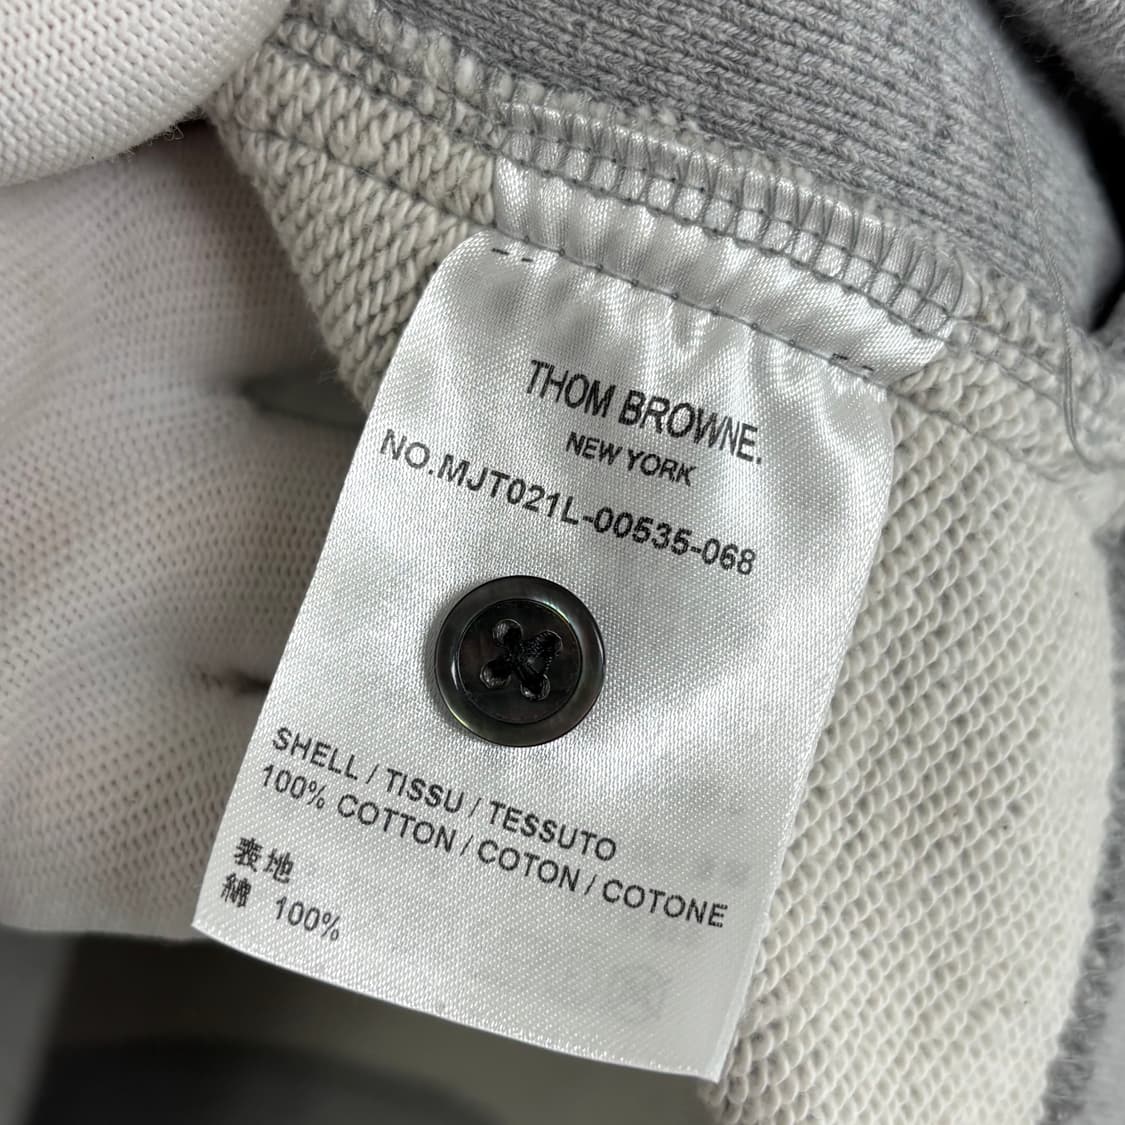 THOM BROWNE.
NEW YORK
NO.MJT021L-00535-068
SHELL / TISSU / TESSUTO
100% COTTON / COTON / COTONE
表地
綿 100%